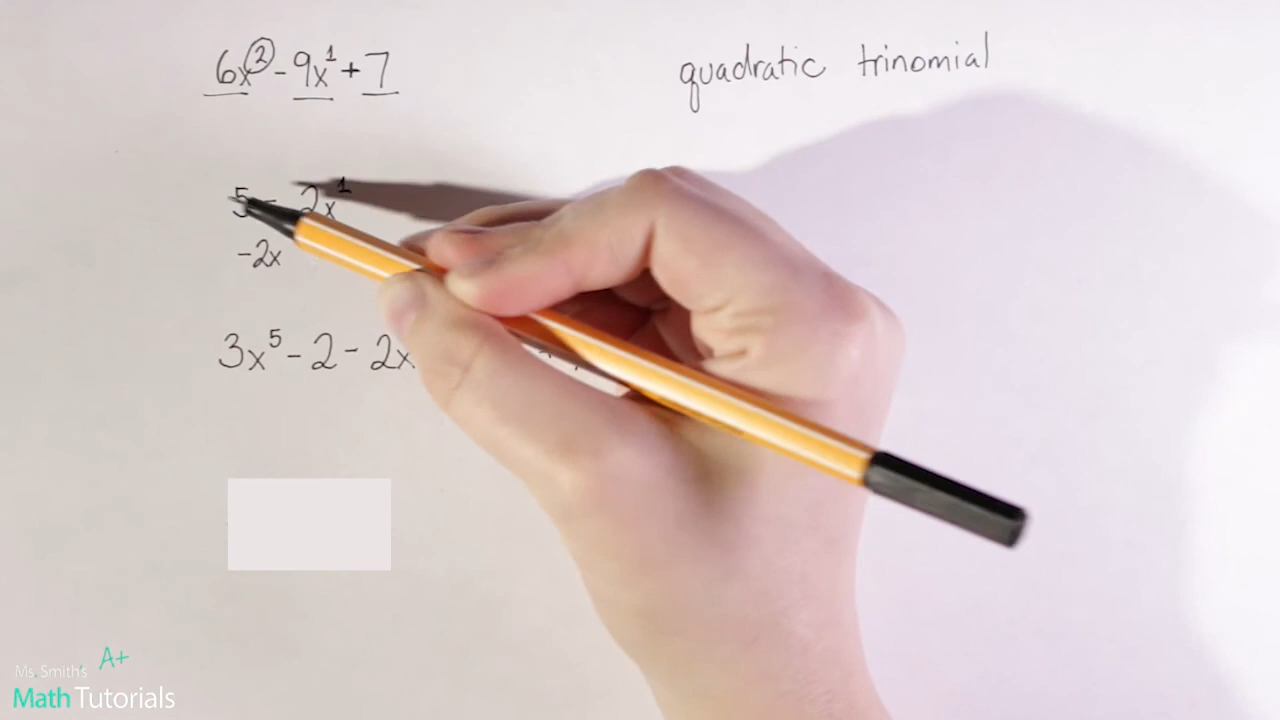 6x² - 9x¹ + 7
quadratic trinomial
5 - 2x¹
-2x
3x⁵ - 2 - 2x
Ms. Smith's A+
Math Tutorials